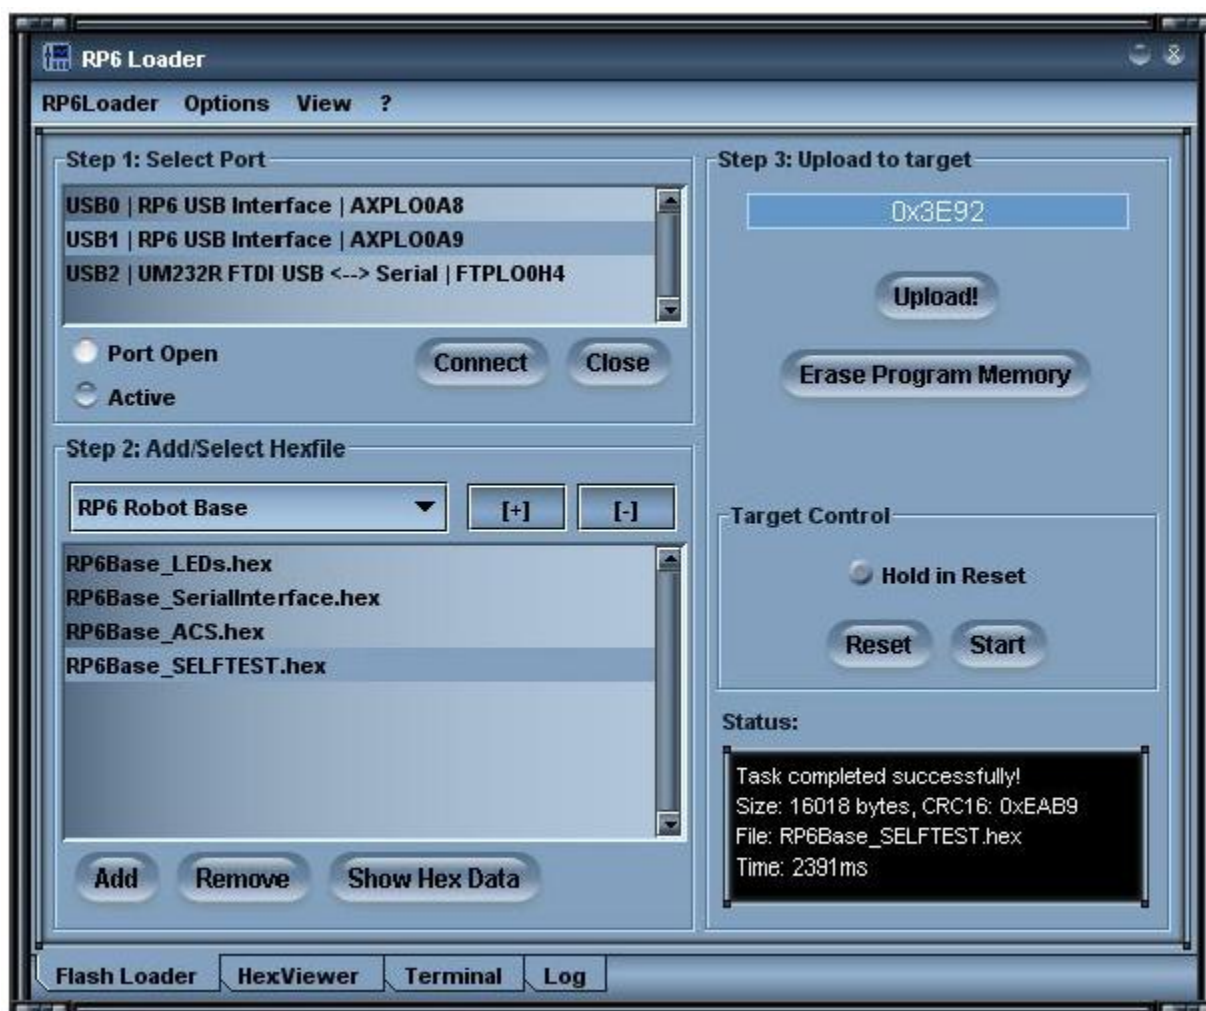 RP6 Loader
RP6Loader Options View ?
Step 1: Select Port
USB0 | RP6 USB Interface | AXPLO0A8
USB1 | RP6 USB Interface | AXPLO0A9
USB2 | UM232R FTDI USB <--> Serial | FTPLO0H4
Port Open
Connect Close
Active
Step 2: Add/Select Hexfile
RP6 Robot Base [+] [-]
RP6Base_LEDs.hex
RP6Base_SerialInterface.hex
RP6Base_ACS.hex
RP6Base_SELFTEST.hex
Add Remove Show Hex Data
Step 3: Upload to target
0x3E92
Upload!
Erase Program Memory
Target Control
Hold in Reset
Reset Start
Status:
Task completed successfully!
Size: 16018 bytes, CRC16: 0xEAB9
File: RP6Base_SELFTEST.hex
Time: 2391ms
Flash Loader HexViewer Terminal Log